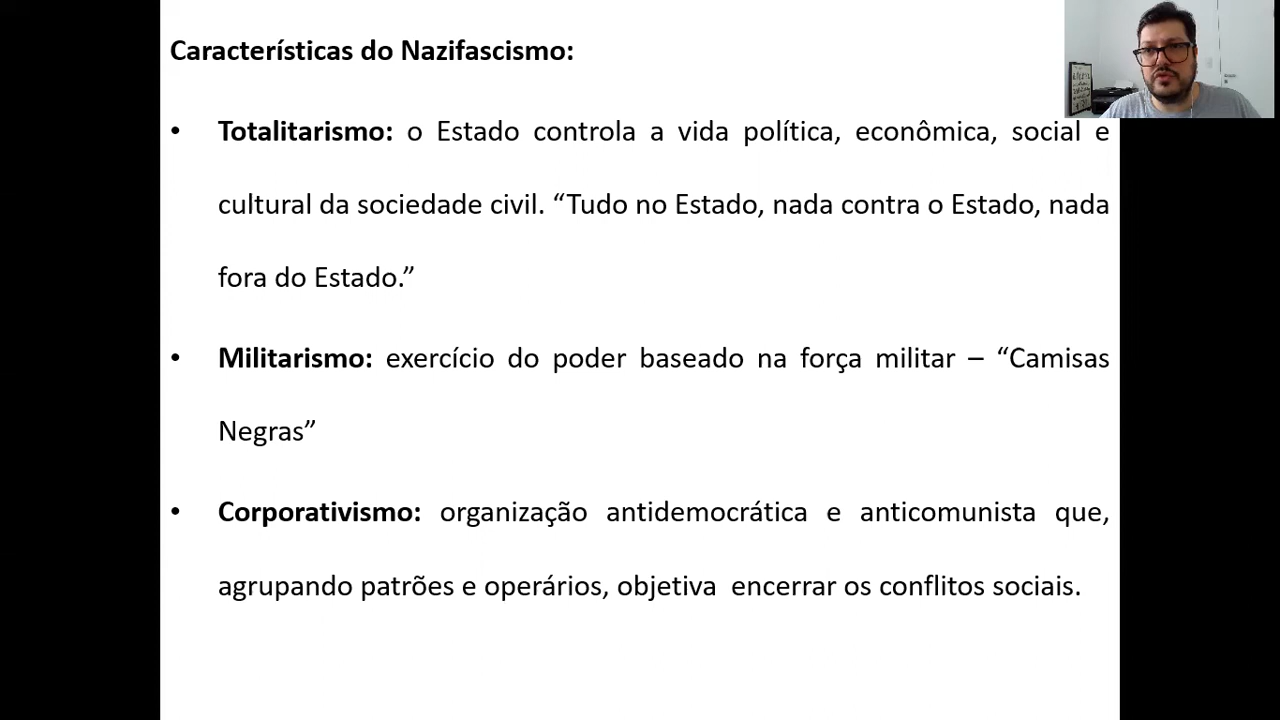 Características do Nazifascismo:
• Totalitarismo: o Estado controla a vida política, econômica, social e
cultural da sociedade civil. “Tudo no Estado, nada contra o Estado, nada
fora do Estado.”
• Militarismo: exercício do poder baseado na força militar – “Camisas
Negras”
• Corporativismo: organização antidemocrática e anticomunista que,
agrupando patrões e operários, objetiva  encerrar os conflitos sociais.